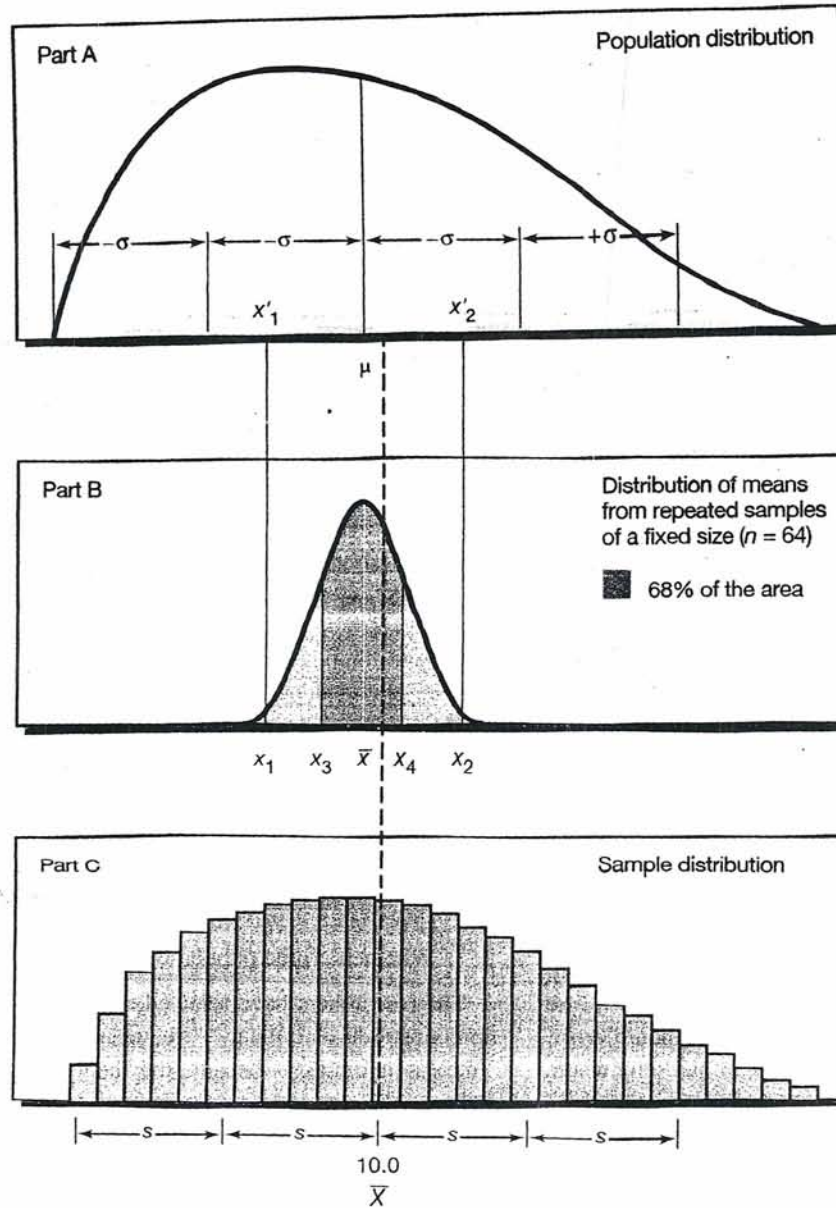 Part A
Population distribution
-σ -σ -σ +σ
x'₁ x'₂
μ
Part B
Distribution of means
from repeated samples
of a fixed size (n = 64)
68% of the area
x₁ x₃ x̄ x₄ x₂
Part C
Sample distribution
s s s s
10.0
X̄